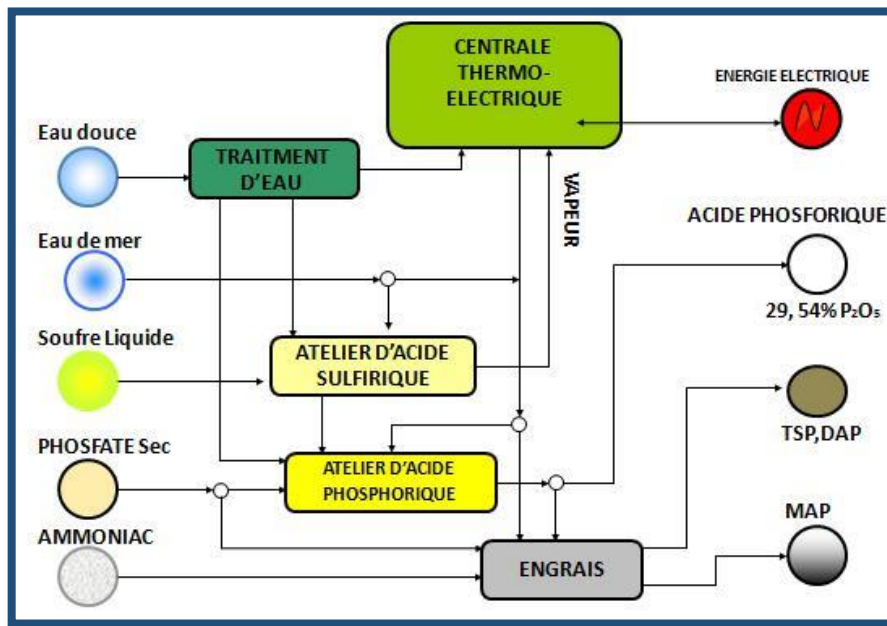 CENTRALE
THERMO-
ELECTRIQUE
ENERGIE ELECTRIQUE
Eau douce
TRAITMENT
D'EAU
VAPEUR
ACIDE PHOSFORIQUE
Eau de mer
29, 54% P₂O₅
Soufre Liquide
ATELIER D'ACIDE
SULFIRIQUE
TSP,DAP
PHOSFATE Sec
ATELIER D'ACIDE
PHOSPHORIQUE
MAP
AMMONIAC
ENGRAIS